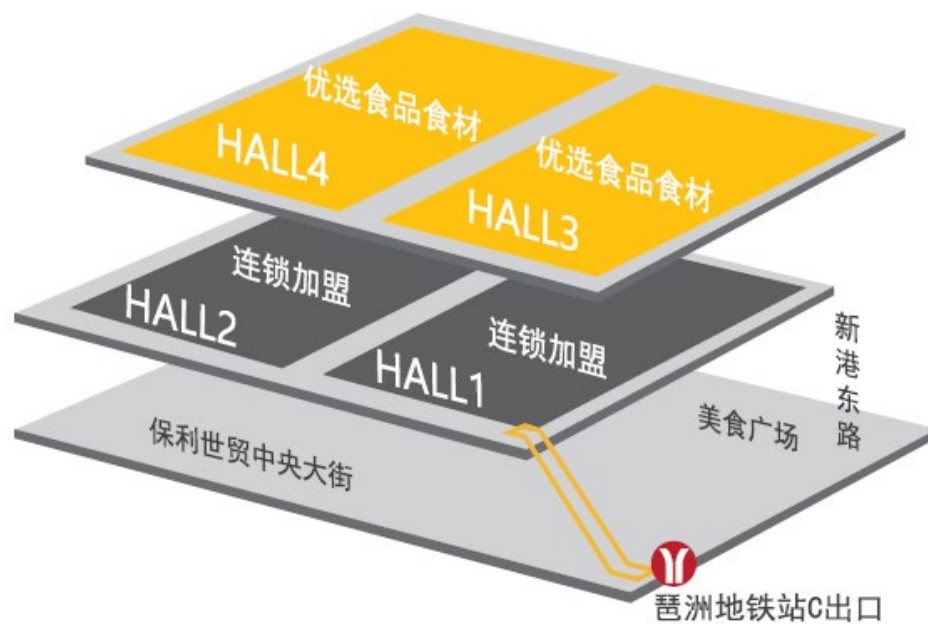 优选食品食材
HALL4
优选食品食材
HALL3
连锁加盟
HALL2
连锁加盟
HALL1
新港东路
美食广场
保利世贸中央大街
琶洲地铁站C出口